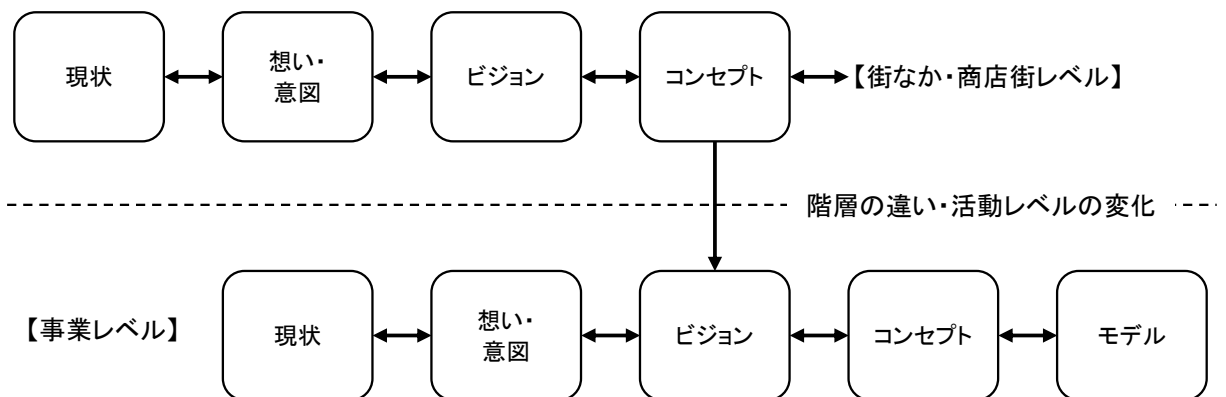 現状
想い・
意図
ビジョン
コンセプト
【街なか・商店街レベル】
階層の違い・活動レベルの変化
【事業レベル】
現状
想い・
意図
ビジョン
コンセプト
モデル